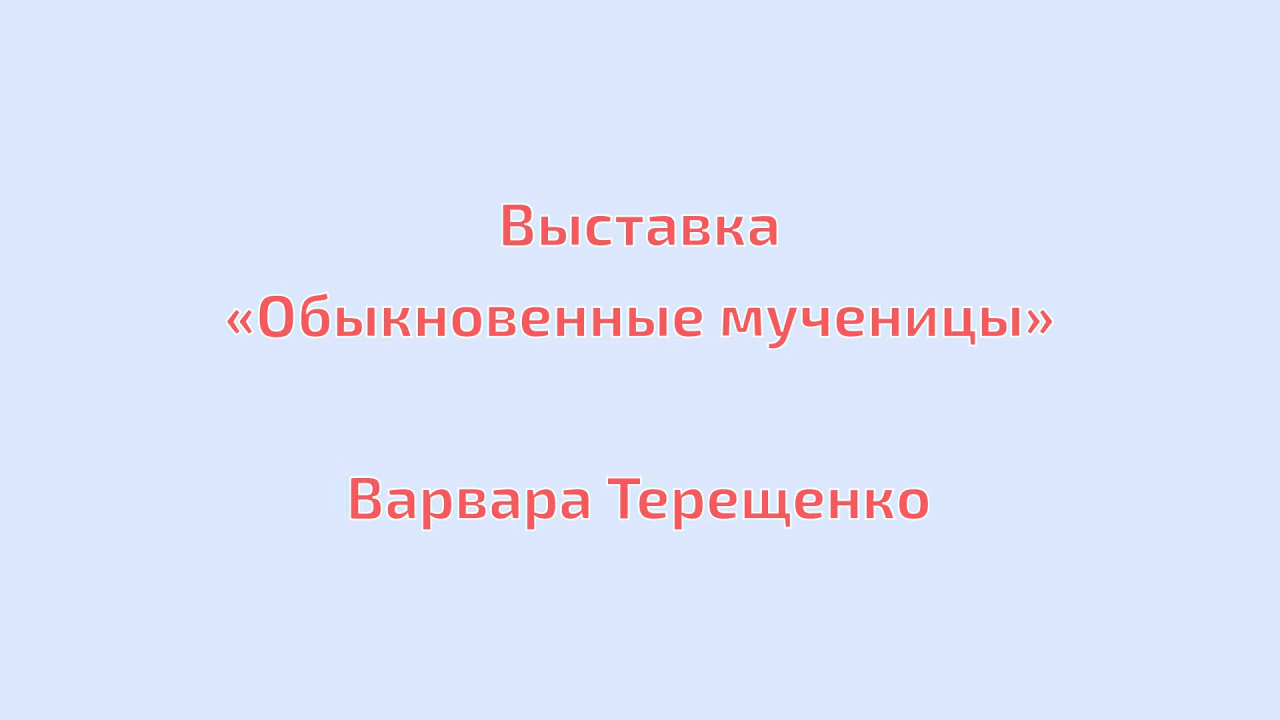 Выставка
«Обыкновенные мученицы»
Варвара Терещенко